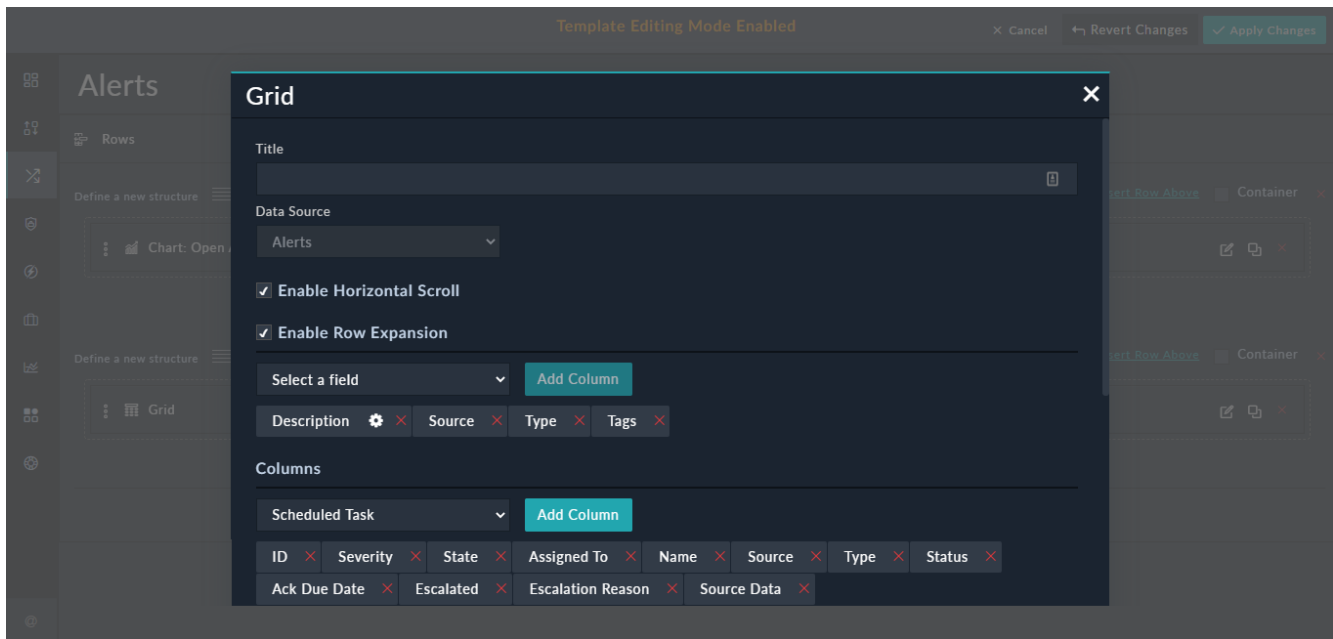 Template Editing Mode Enabled
Cancel
Revert Changes
Apply Changes
Alerts
Grid
Rows
Title
Define a new structure
ert Row Above
Container
Data Source
Alerts
Chart: Open
Enable Horizontal Scroll
Enable Row Expansion
Define a new structure
ert Row Above
Container
Select a field
Add Column
Grid
Description
Source
Type
Tags
Columns
Scheduled Task
Add Column
ID
Severity
State
Assigned To
Name
Source
Type
Status
Ack Due Date
Escalated
Escalation Reason
Source Data